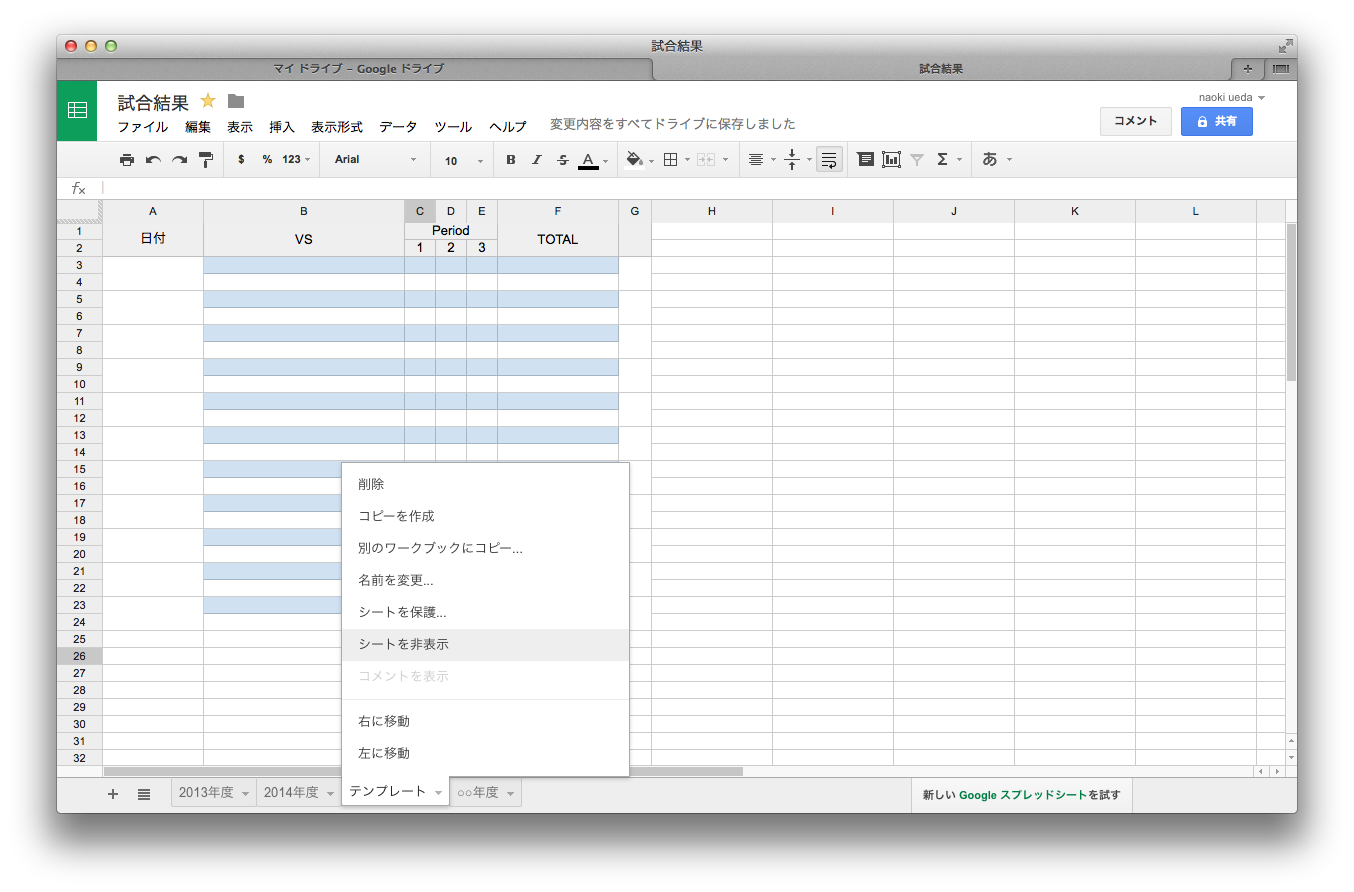 試合結果
マイ ドライブ – Google ドライブ
試合結果
試合結果
naoki ueda
ファイル 編集 表示 挿入 表示形式 データ ツール ヘルプ 変更内容をすべてドライブに保存しました
コメント
共有
$ % 123 Arial 10 B I S A Σ あ
fx
A B C D E F G H I J K L
1 日付 VS Period TOTAL
2 1 2 3
3
4
5
6
7
8
9
10
11
12
13
14
15
16
17
18
19
20
21
22
23
24
25
26
27
28
29
30
31
32
削除
コピーを作成
別のワークブックにコピー...
名前を変更...
シートを保護...
シートを非表示
コメントを表示
右に移動
左に移動
2013年度 2014年度 テンプレート ○○年度
新しい Google スプレッドシートを試す